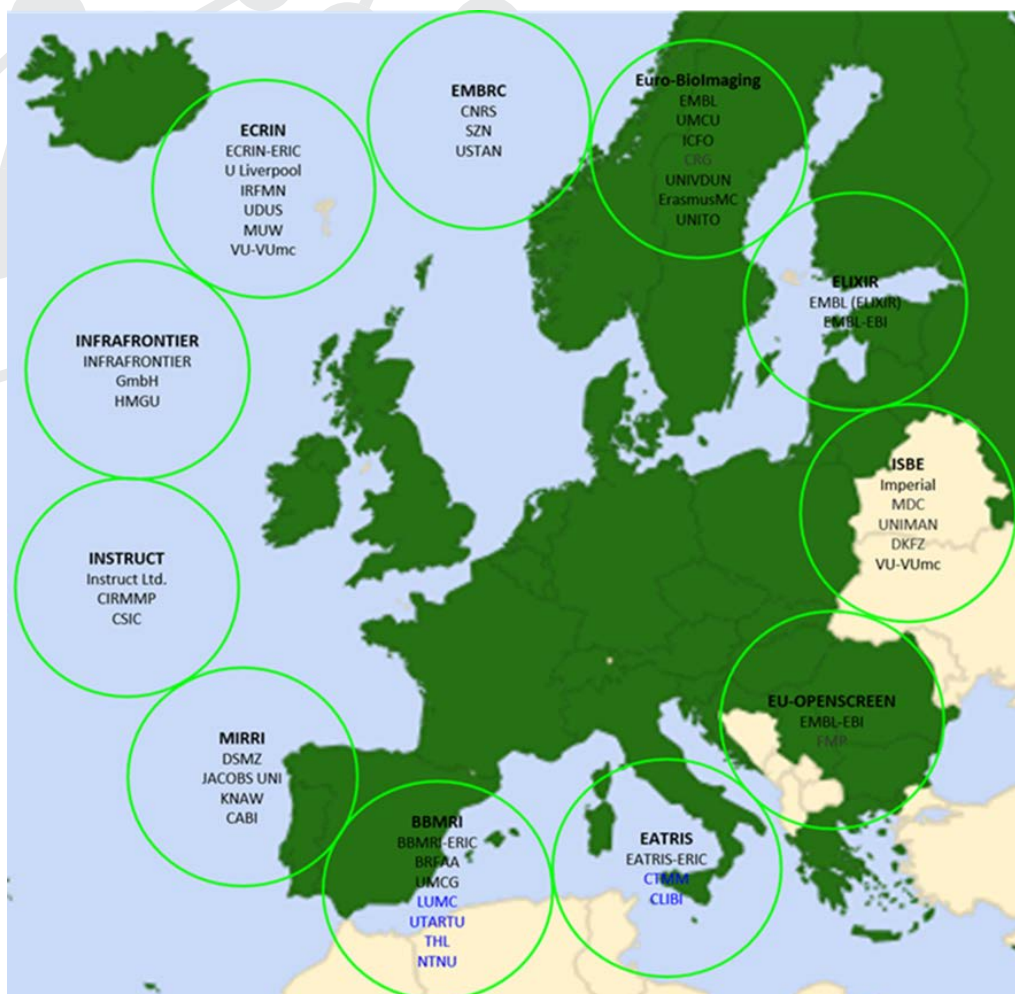 EMBRC
CNRS
SZN
USTAN
Euro-BioImaging
EMBL
UMCU
ICFO
CRG
UNIVDUN
ErasmusMC
UNITO
ECRIN
ECRIN-ERIC
U Liverpool
IRFMN
UDUS
MUW
VU-VUmc
ELIXIR
EMBL (ELIXIR)
EMBL-EBI
INFRAFRONTIER
INFRAFRONTIER
GmbH
HMGU
ISBE
Imperial
MDC
UNIMAN
DKFZ
VU-VUmc
INSTRUCT
Instruct Ltd.
CIRMMP
CSIC
EU-OPENSCREEN
EMBL-EBI
FMP
MIRRI
DSMZ
JACOBS UNI
KNAW
CABI
BBMRI
BBMRI-ERIC
BRFAA
UMCG
LUMC
UTARTU
THL
NTNU
EATRIS
EATRIS-ERIC
CTMM
CLIBI